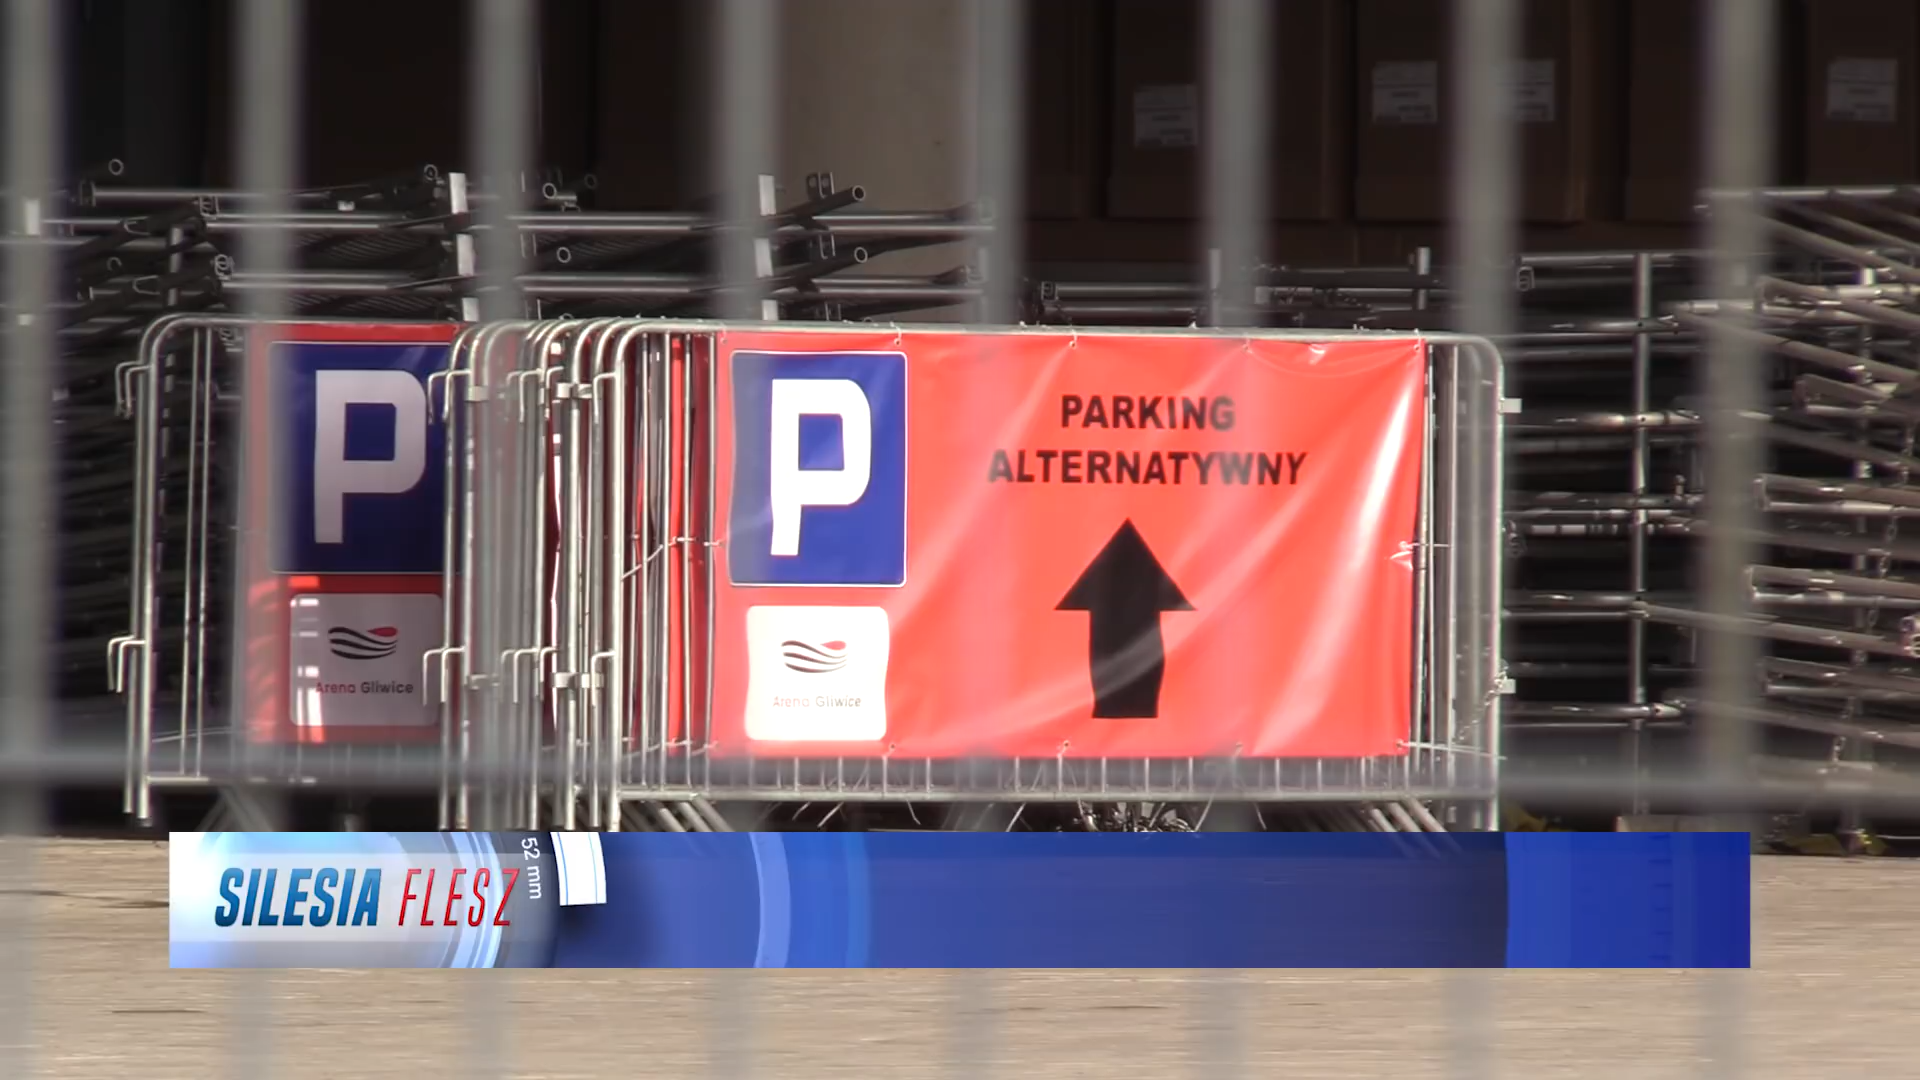 P
Arena Gliwice
P
PARKING
ALTERNATYWNY
Arena Gliwice
SILESIA FLESZ
52 mm